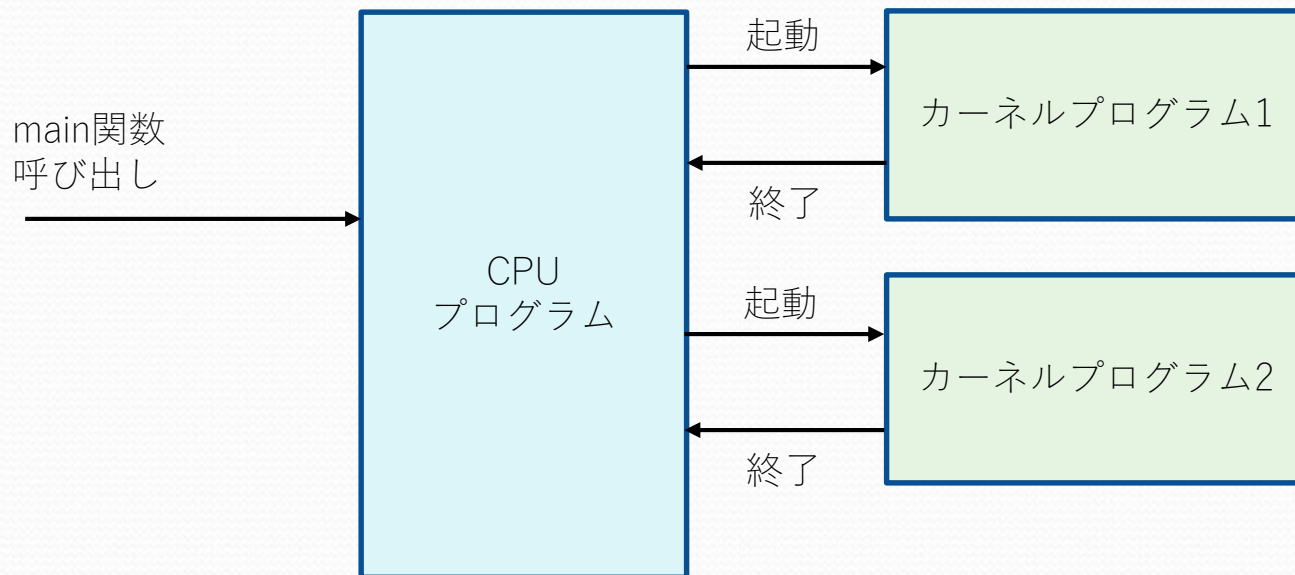 main関数
呼び出し
CPU
プログラム
起動
カーネルプログラム1
終了
起動
カーネルプログラム2
終了